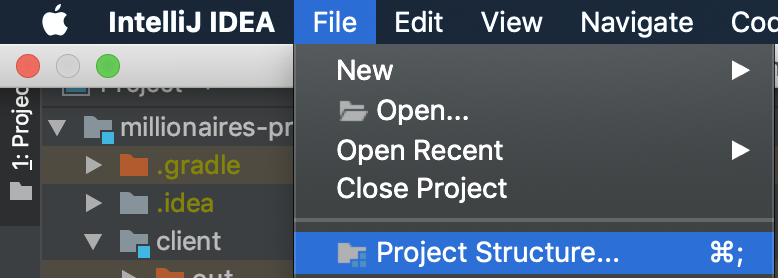 IntelliJ IDEA File Edit View Navigate
New
Project
Open...
millionaires-pr
Open Recent
.gradle
Close Project
.idea
client
Project Structure... ⌘;
1: Project